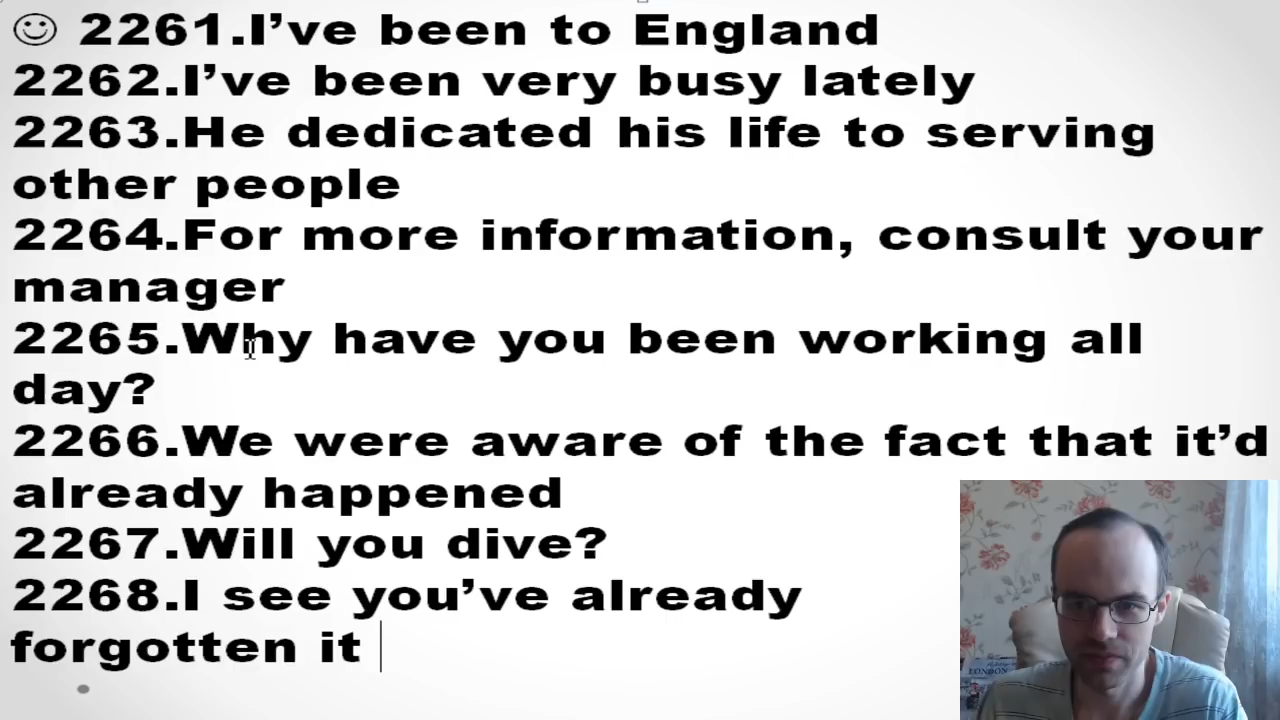 ☺ 2261.I’ve been to England
2262.I’ve been very busy lately
2263.He dedicated his life to serving
other people
2264.For more information, consult your
manager
2265.Why have you been working all
day?
2266.We were aware of the fact that it’d
already happened
2267.Will you dive?
2268.I see you’ve already
forgotten it
LONDON